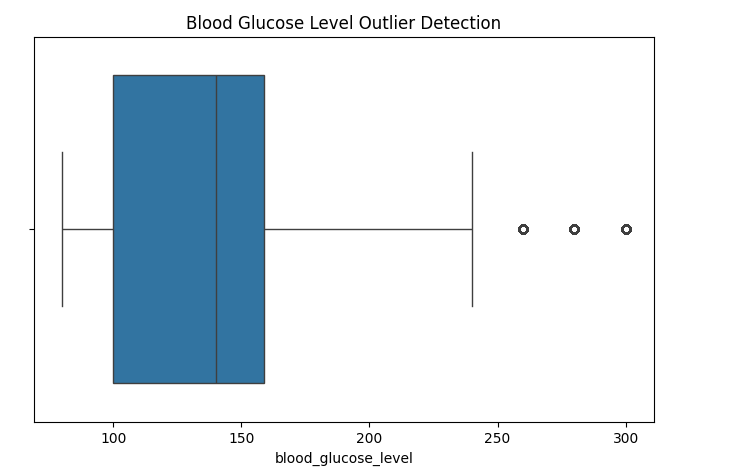 Blood Glucose Level Outlier Detection
100 150 200 250 300
blood_glucose_level